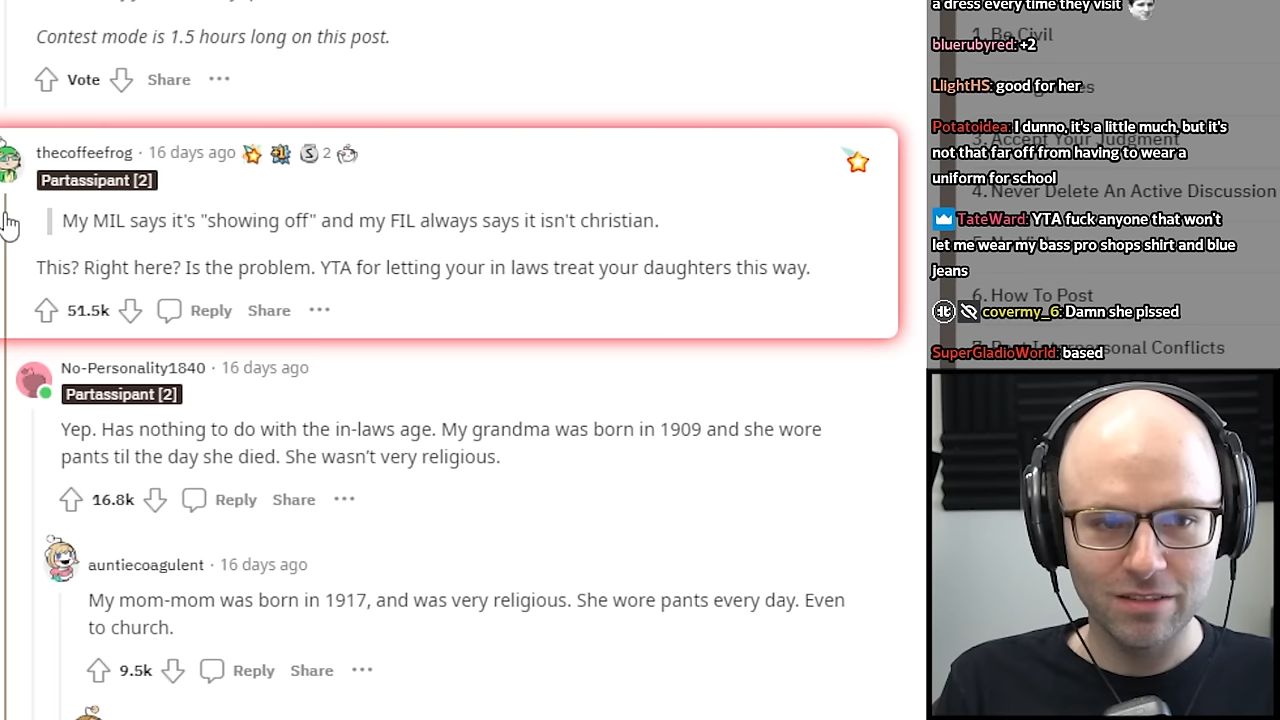 Contest mode is 1.5 hours long on this post.
Vote Share
thecoffeefrog · 16 days ago 2
Partassipant [2]
My MIL says it's "showing off" and my FIL always says it isn't christian.
This? Right here? Is the problem. YTA for letting your in laws treat your daughters this way.
51.5k Reply Share
No-Personality1840 · 16 days ago
Partassipant [2]
Yep. Has nothing to do with the in-laws age. My grandma was born in 1909 and she wore
pants til the day she died. She wasn't very religious.
16.8k Reply Share
auntiecoagulent · 16 days ago
My mom-mom was born in 1917, and was very religious. She wore pants every day. Even
to church.
9.5k Reply Share
a dress every time they visit
1. Be Civil
bluerubyred: +2
LlightHS: good for her
Potatoidea: I dunno, it's a little much, but it's
not that far off from having to wear a
uniform for school
3. Accept Your Judgment
4. Never Delete An Active Discussion
TateWard: YTA fuck anyone that won't
let me wear my bass pro shops shirt and blue
jeans
6. How To Post
covermy_6: Damn she pissed
SuperGladioWorld: based
personal Conflicts